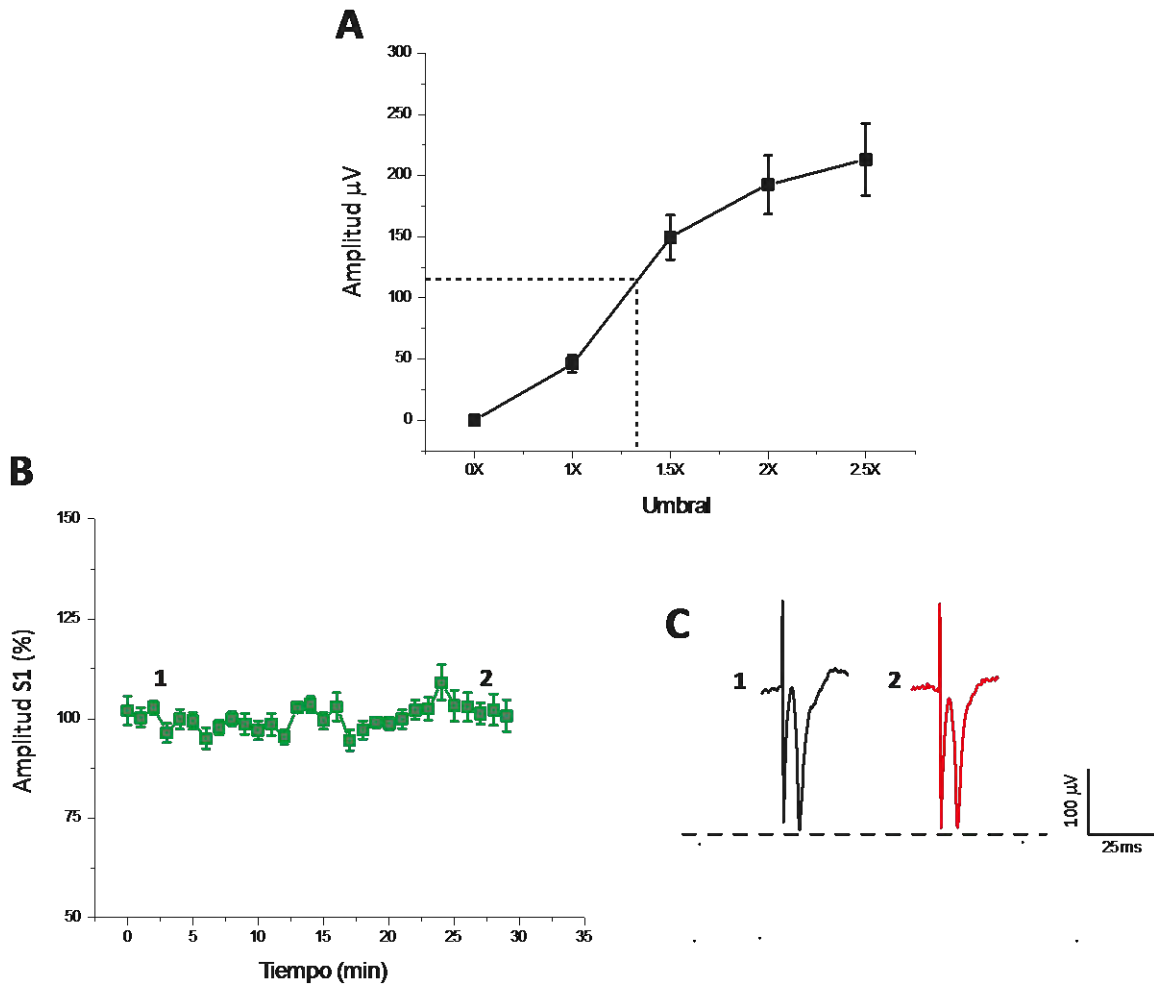 A
300
250
200
150
100
50
0
Amplitud µV
0X 1X 1.5X 2X 2.5X
Umbral
B
150
125
100
75
50
Amplitud S1 (%)
1 2
0 5 10 15 20 25 30 35
Tiempo (min)
C
1 2
100 µV
25ms